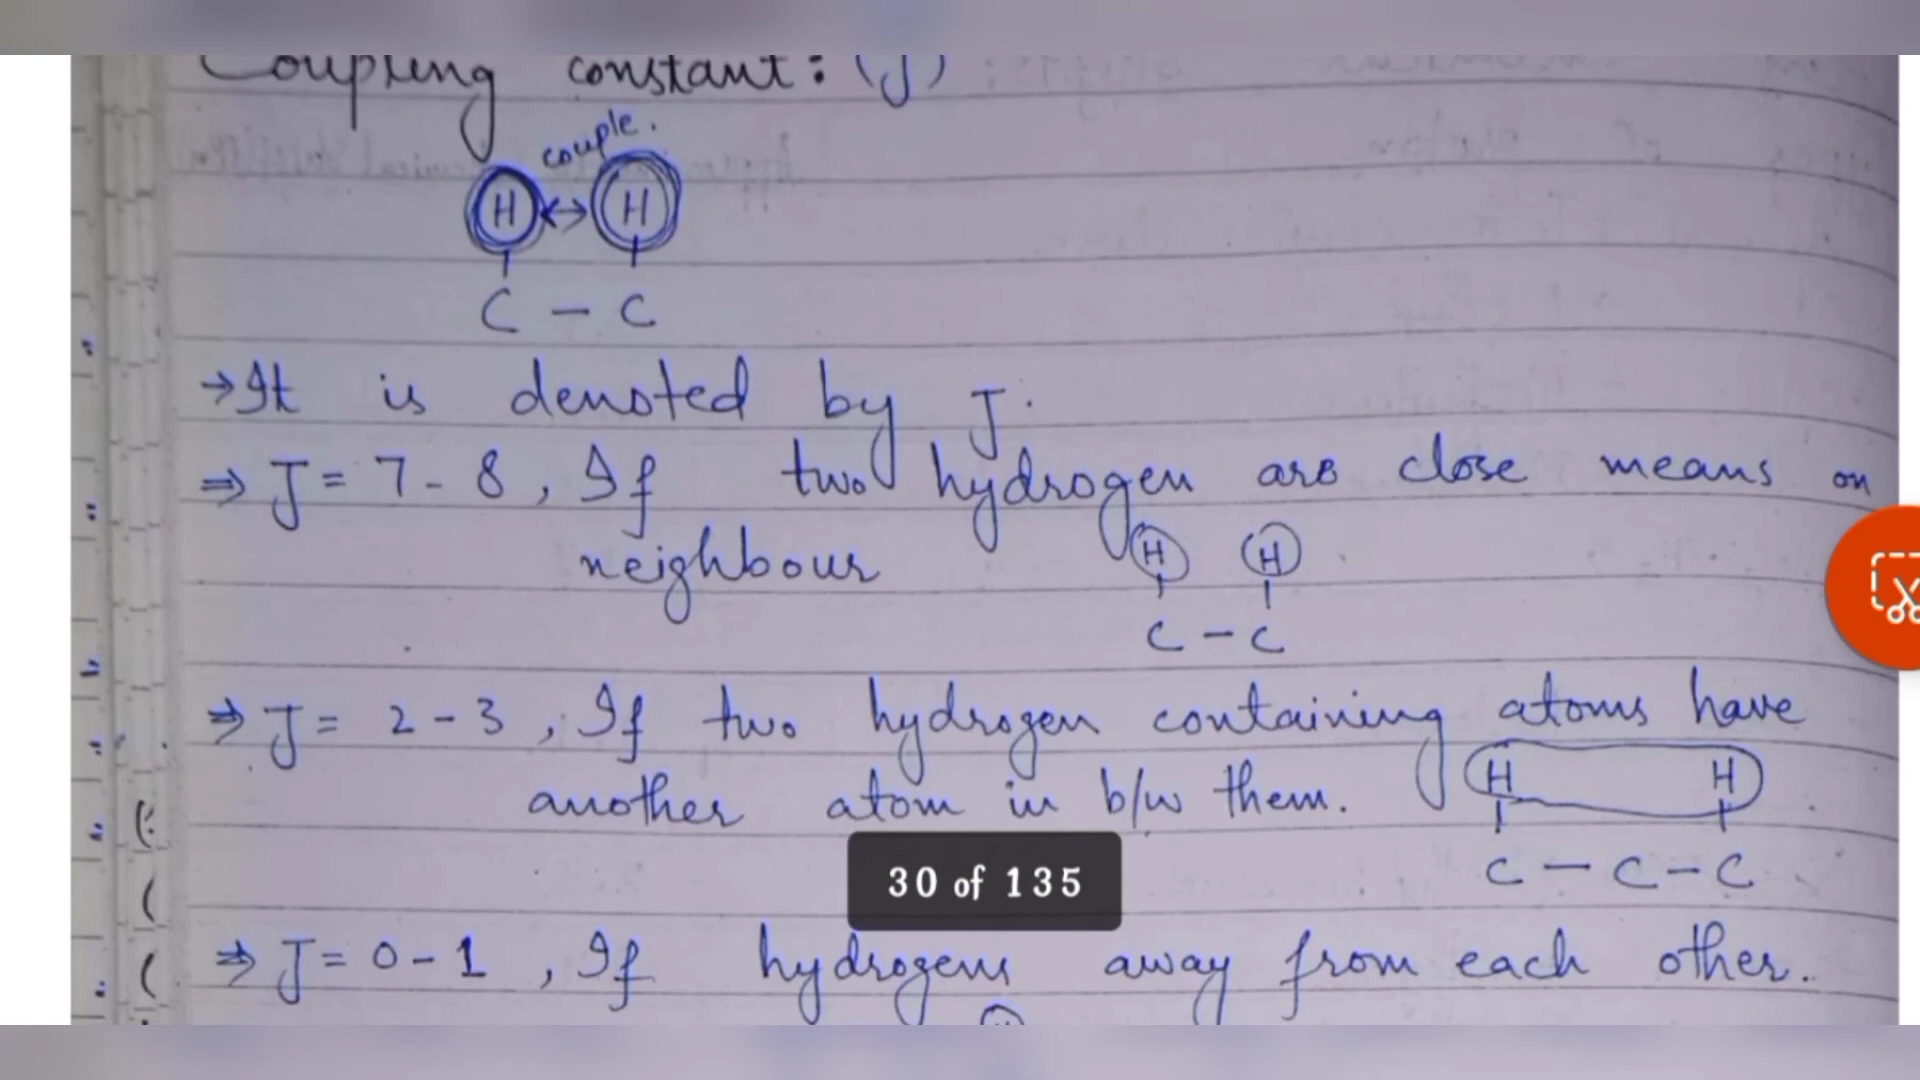 Coupling constant: (J)
couple.
H ↔ H
C - C
→ It is denoted by J.
⇒ J = 7 - 8, If two hydrogen are close means on
neighbour
H H
C - C
⇒ J = 2 - 3, If two hydrogen containing atoms have
another atom in b/w them.
H H
C - C - C
30 of 135
⇒ J = 0 - 1, If hydrogens away from each other.